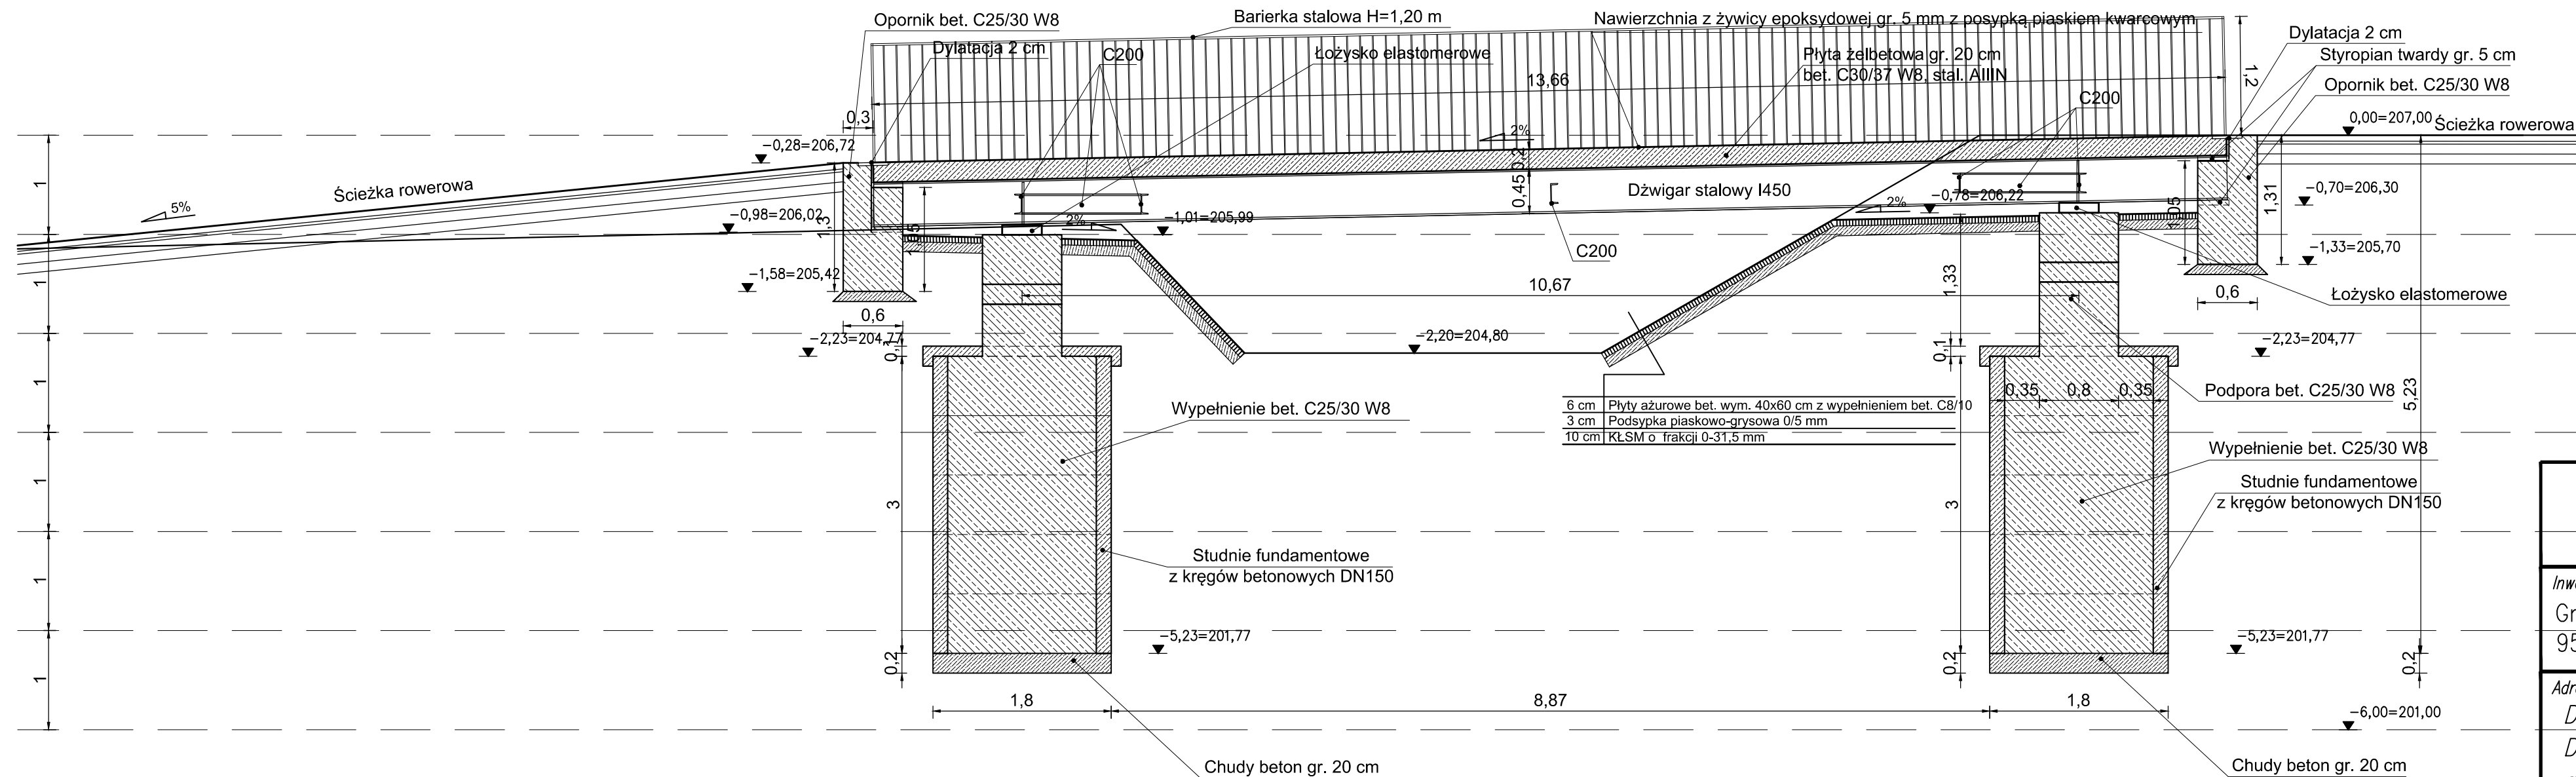 Opornik bet. C25/30 W8
Barierka stalowa H=1,20 m
Nawierzchnia z żywicy epoksydowej gr. 5 mm z posypką piaskiem kwarcowym
Dylatacja 2 cm
C200
Łożysko elastomerowe
Płyta żelbetowa gr. 20 cm
bet. C30/37 W8, stal. AIIIN
Dylatacja 2 cm
Styropian twardy gr. 5 cm
Opornik bet. C25/30 W8
1,2
13,66
C200
0,3
0,00=207,00
Ścieżka rowerowa
2%
-0,28=206,72
0,2
Ścieżka rowerowa
5%
1
0,45
Dźwigar stalowy I450
-0,78=206,22
-0,70=206,30
1,31
-0,98=206,02
1,3
-1,01=205,99
2%
2%
1,05
1,05
C200
-1,33=205,70
-1,58=205,42
1
10,67
1,33
0,6
Łożysko elastomerowe
0,6
-2,23=204,77
0,1
-2,20=204,80
0,1
-2,23=204,77
1
0,35
0,8
0,35
Podpora bet. C25/30 W8
5,23
6 cm Płyty ażurowe bet. wym. 40x60 cm z wypełnieniem bet. C8/10
3 cm Podsypka piaskowo-grysowa 0/5 mm
10 cm KŁSM o frakcji 0-31,5 mm
Wypełnienie bet. C25/30 W8
Wypełnienie bet. C25/30 W8
1
3
3
Studnie fundamentowe
z kręgów betonowych DN150
Studnie fundamentowe
z kręgów betonowych DN150
1
-5,23=201,77
-5,23=201,77
0,2
0,2
0,2
1
1,8
8,87
1,8
-6,00=201,00
Chudy beton gr. 20 cm
Chudy beton gr. 20 cm
Gr
95